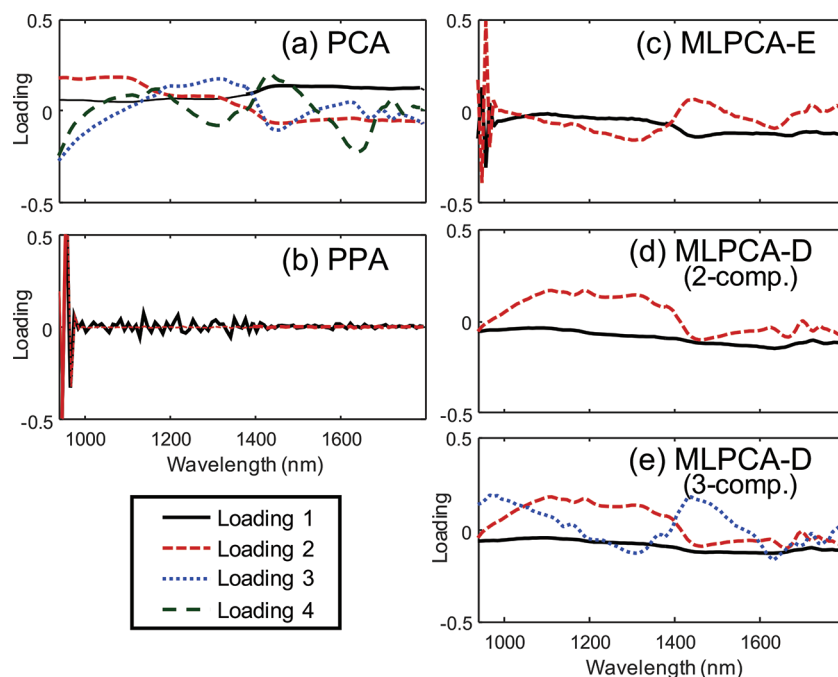 0.5
0
-0.5
Loading
(a) PCA
0.5
0
-0.5
Loading
(b) PPA
1000 1200 1400 1600
Wavelength (nm)
Loading 1
Loading 2
Loading 3
Loading 4
0.5
0
-0.5
Loading
(c) MLPCA-E
0.5
0
-0.5
Loading
(d) MLPCA-D
(2-comp.)
0.5
0
-0.5
Loading
(e) MLPCA-D
(3-comp.)
1000 1200 1400 1600
Wavelength (nm)